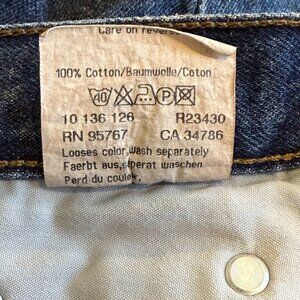 Care on reverse
100% Cotton/Baumwolle/Coton
40
10 136 126 R23430
RN 95767 CA 34786
Looses color, wash separately
Faerbt aus, separat waschen
Perd du couleur,